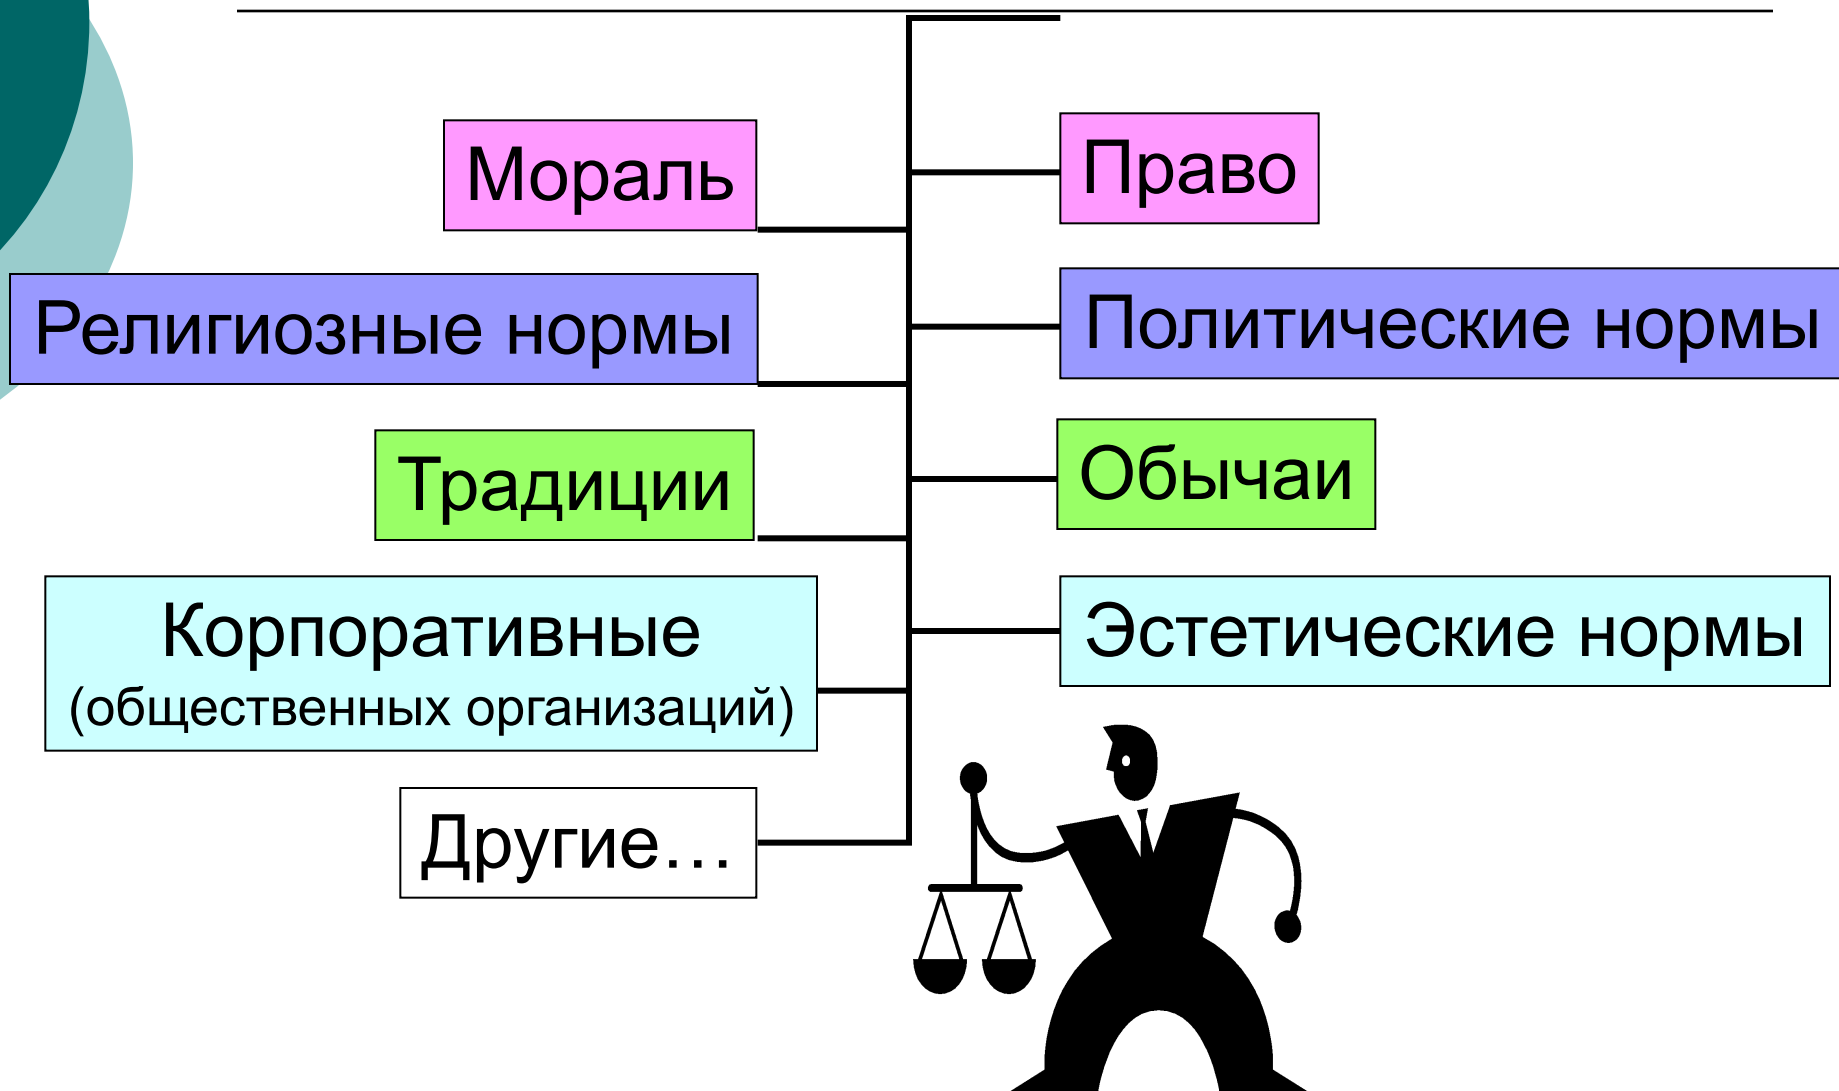 Мораль
Право
Религиозные нормы
Политические нормы
Традиции
Обычаи
Корпоративные
(общественных организаций)
Эстетические нормы
Другие…